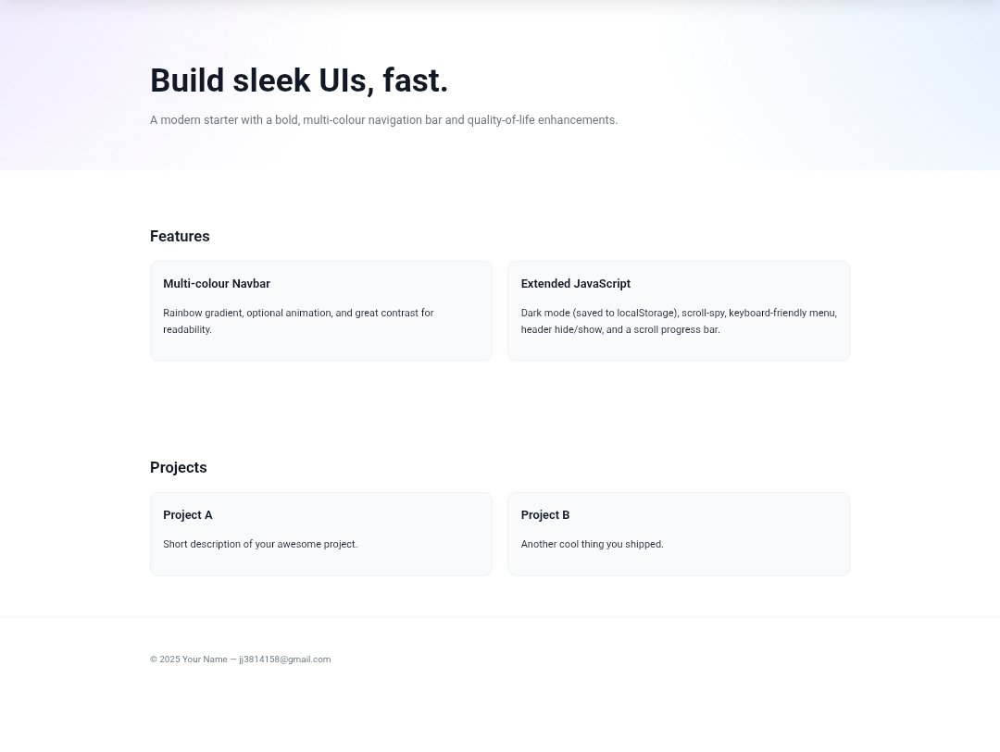 Build sleek UIs, fast.
A modern starter with a bold, multi-colour navigation bar and quality-of-life enhancements.
Features
Multi-colour Navbar
Rainbow gradient, optional animation, and great contrast for
readability.
Extended JavaScript
Dark mode (saved to localStorage), scroll-spy, keyboard-friendly menu,
header hide/show, and a scroll progress bar.
Projects
Project A
Short description of your awesome project.
Project B
Another cool thing you shipped.
© 2025 Your Name — jj3814158@gmail.com